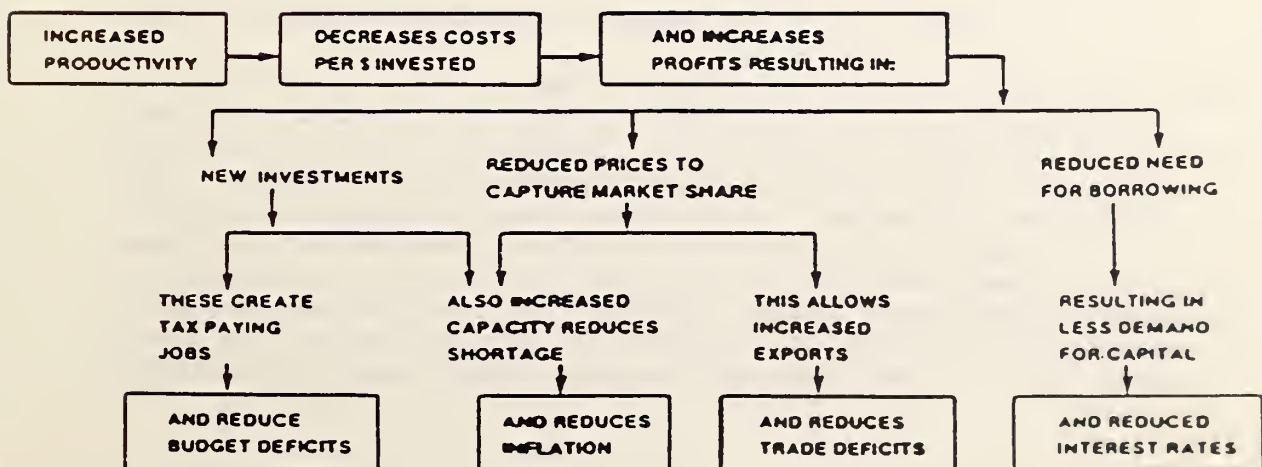 INCREASED
PRODUCTIVITY
DECREASES COSTS
PER $ INVESTED
AND INCREASES
PROFITS RESULTING IN:
NEW INVESTMENTS
REDUCED PRICES TO
CAPTURE MARKET SHARE
REDUCED NEED
FOR BORROWING
THESE CREATE
TAX PAYING
JOBS
ALSO INCREASED
CAPACITY REDUCES
SHORTAGE
THIS ALLOWS
INCREASED
EXPORTS
RESULTING IN
LESS DEMAND
FOR CAPITAL
AND REDUCE
BUDGET DEFICITS
AND REDUCES
INFLATION
AND REDUCES
TRADE DEFICITS
AND REDUCED
INTEREST RATES